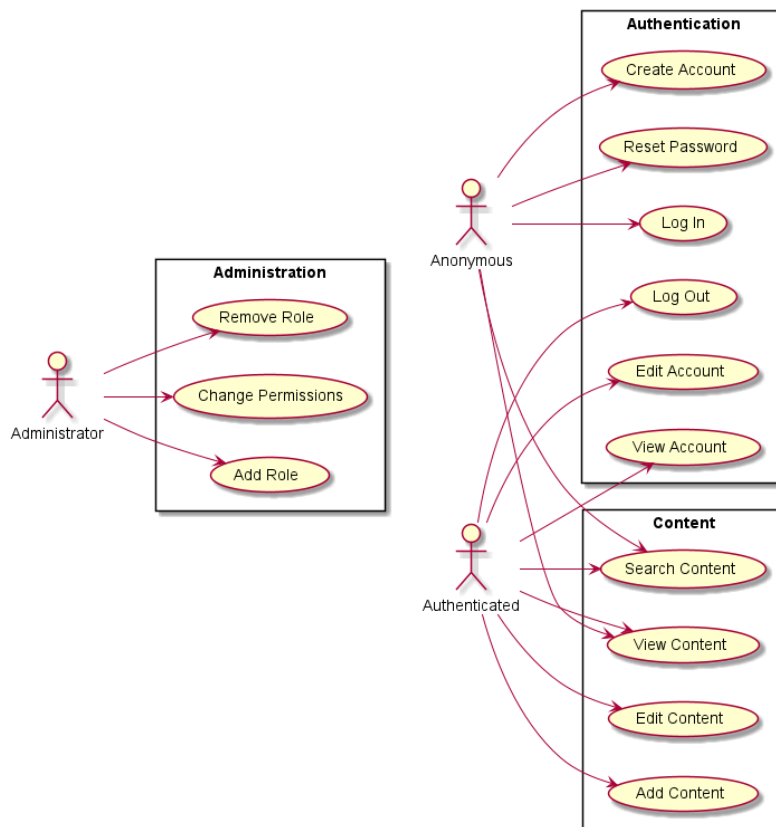 Authentication
Create Account
Reset Password
Log In
Anonymous
Log Out
Edit Account
View Account
Administration
Remove Role
Change Permissions
Add Role
Administrator
Content
Search Content
View Content
Edit Content
Add Content
Authenticated